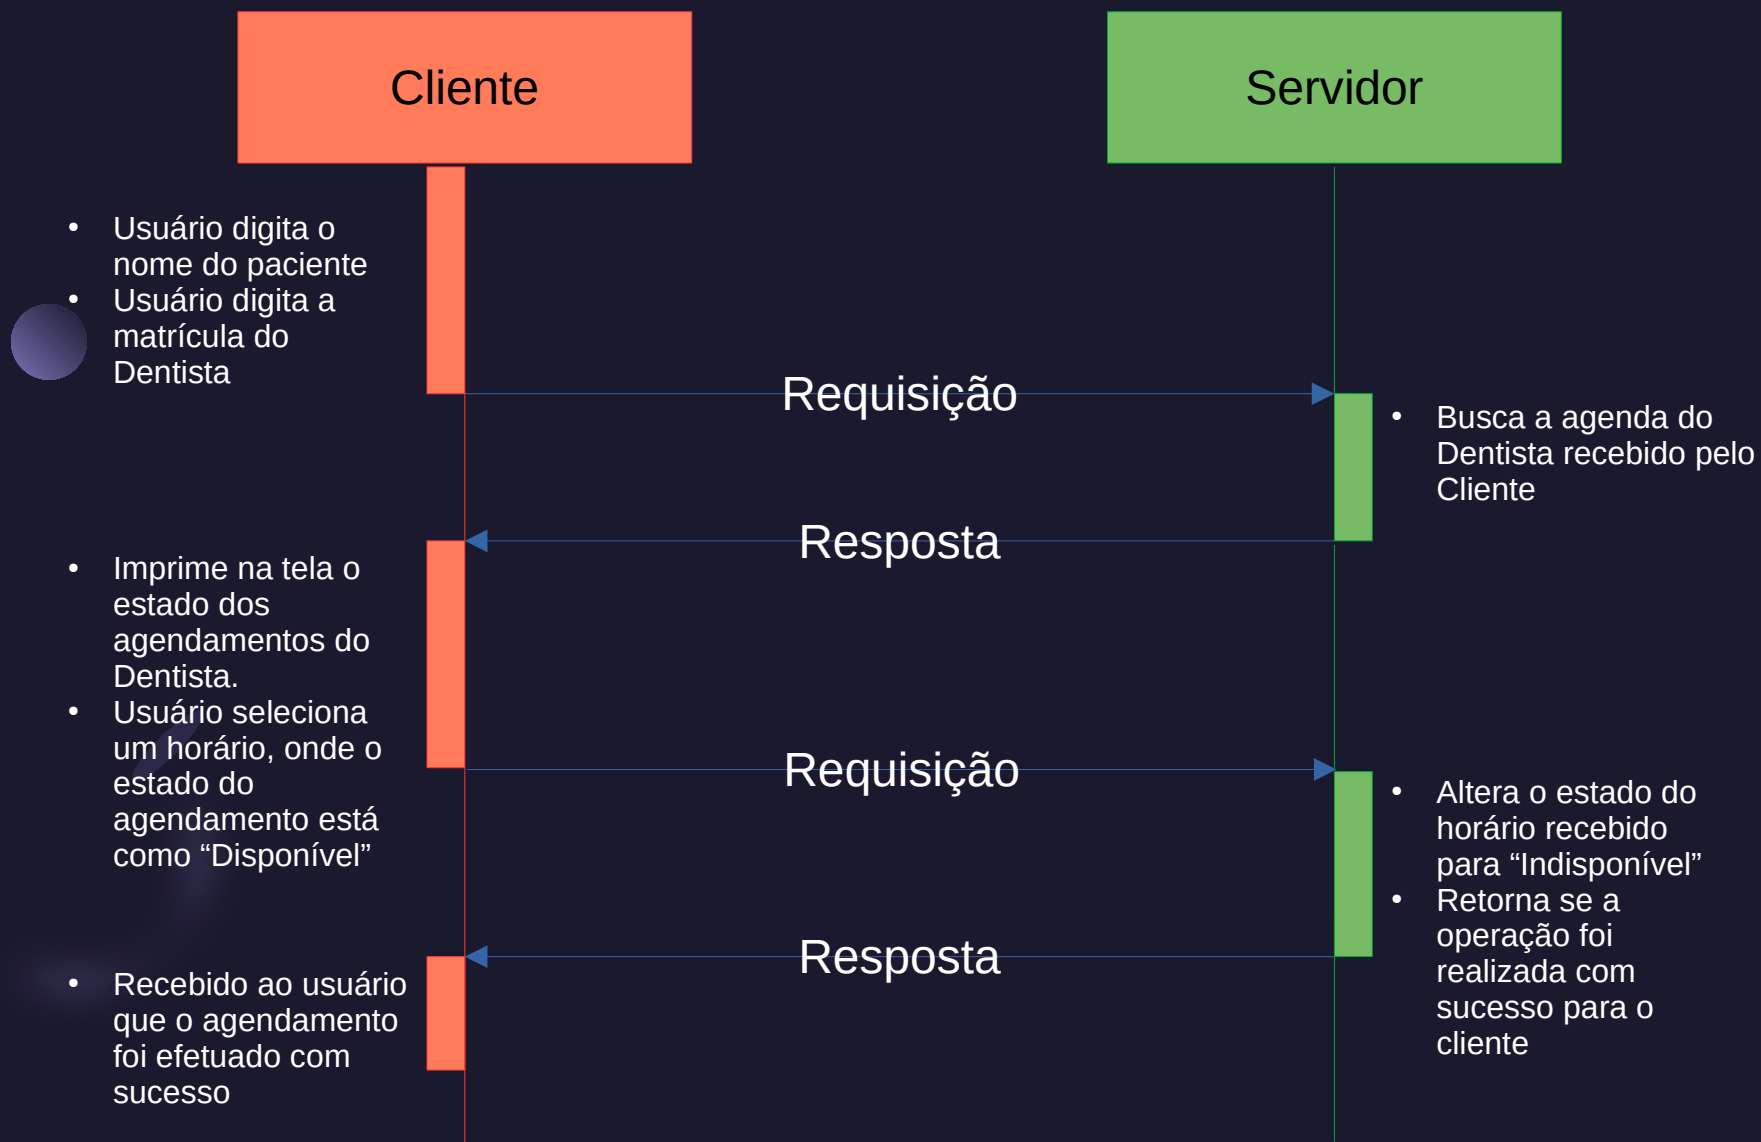 Cliente
Servidor
• Usuário digita o
nome do paciente
• Usuário digita a
matrícula do
Dentista
Requisição
• Busca a agenda do
Dentista recebido pelo
Cliente
Resposta
• Imprime na tela o
estado dos
agendamentos do
Dentista.
• Usuário seleciona
um horário, onde o
estado do
agendamento está
como “Disponível”
Requisição
• Altera o estado do
horário recebido
para “Indisponível”
• Retorna se a
operação foi
realizada com
sucesso para o
cliente
Resposta
• Recebido ao usuário
que o agendamento
foi efetuado com
sucesso